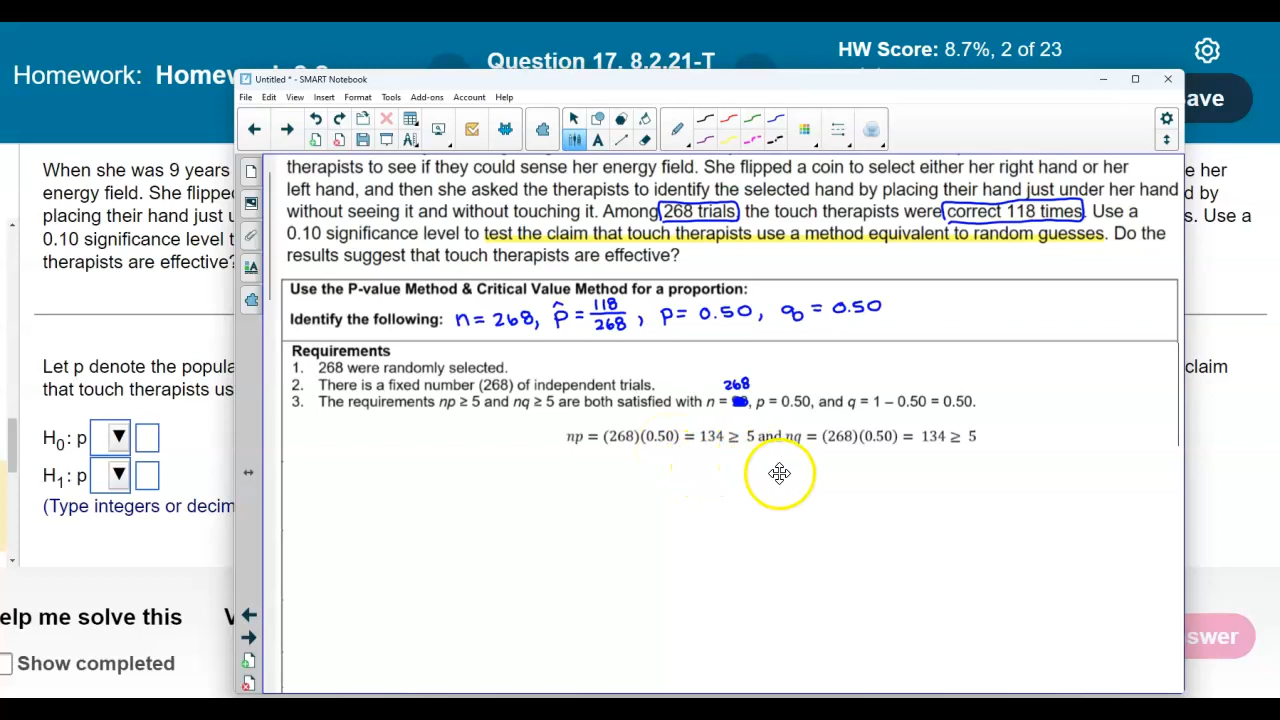 Homework: Homew
Question 17, 8.2.21-T
HW Score: 8.7%, 2 of 23
ave
Untitled * - SMART Notebook
File Edit View Insert Format Tools Add-ons Account Help
When she was 9 years
energy field. She flipped
placing their hand just u
0.10 significance level t
therapists are effective?
e her
d by
s. Use a
therapists to see if they could sense her energy field. She flipped a coin to select either her right hand or her
left hand, and then she asked the therapists to identify the selected hand by placing their hand just under her hand
without seeing it and without touching it. Among 268 trials, the touch therapists were correct 118 times. Use a
0.10 significance level to test the claim that touch therapists use a method equivalent to random guesses. Do the
results suggest that touch therapists are effective?
Use the P-value Method & Critical Value Method for a proportion:
Identify the following: n = 268, p̂ = 118/268, p = 0.50, q = 0.50
Requirements
1. 268 were randomly selected.
2. There is a fixed number (268) of independent trials.
268
3. The requirements np ≥ 5 and nq ≥ 5 are both satisfied with n = , p = 0.50, and q = 1 – 0.50 = 0.50.
np = (268)(0.50) = 134 ≥ 5 and nq = (268)(0.50) = 134 ≥ 5
Let p denote the popula
that touch therapists us
claim
H0: p
H1: p
(Type integers or decim
elp me solve this
V
Show completed
swer